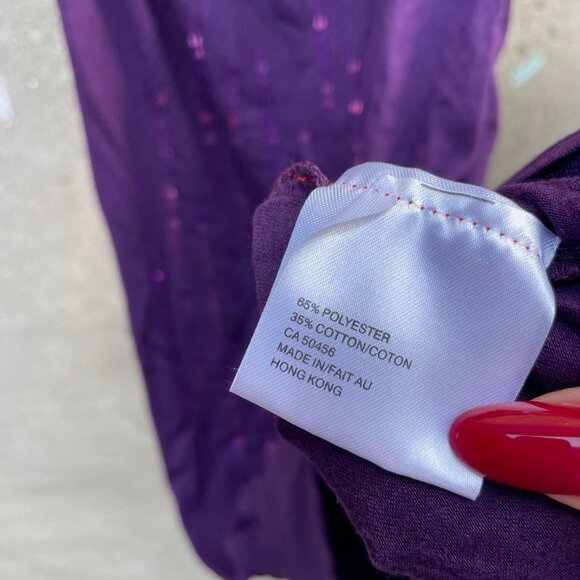 65% POLYESTER
35% COTTON/COTON
CA 50456
MADE IN/FAIT AU
HONG KONG